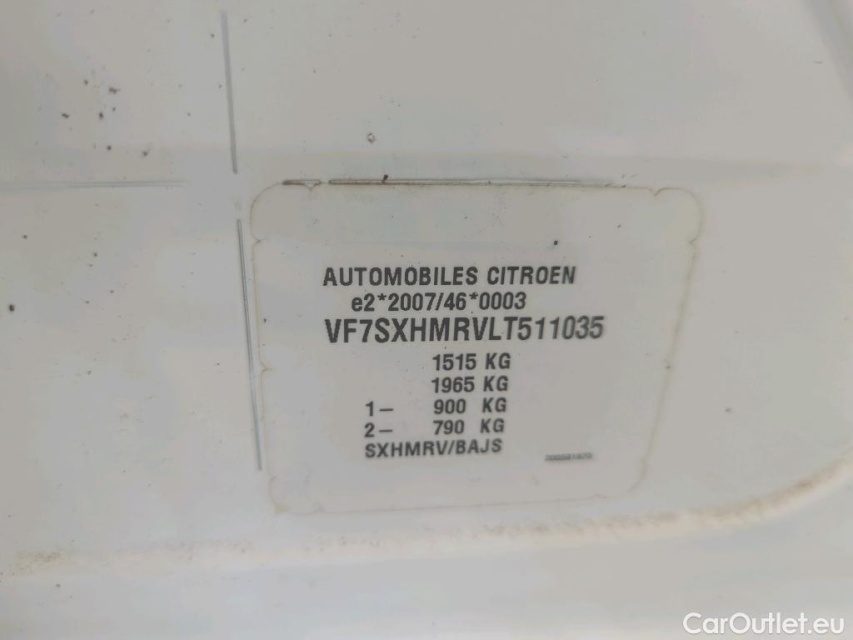 AUTOMOBILES CITROEN
e2*2007/46*0003
VF7SXHMRVLT511035
1515 KG
1965 KG
1– 900 KG
2– 790 KG
SXHMRV/BAJS
CarOutlet.eu